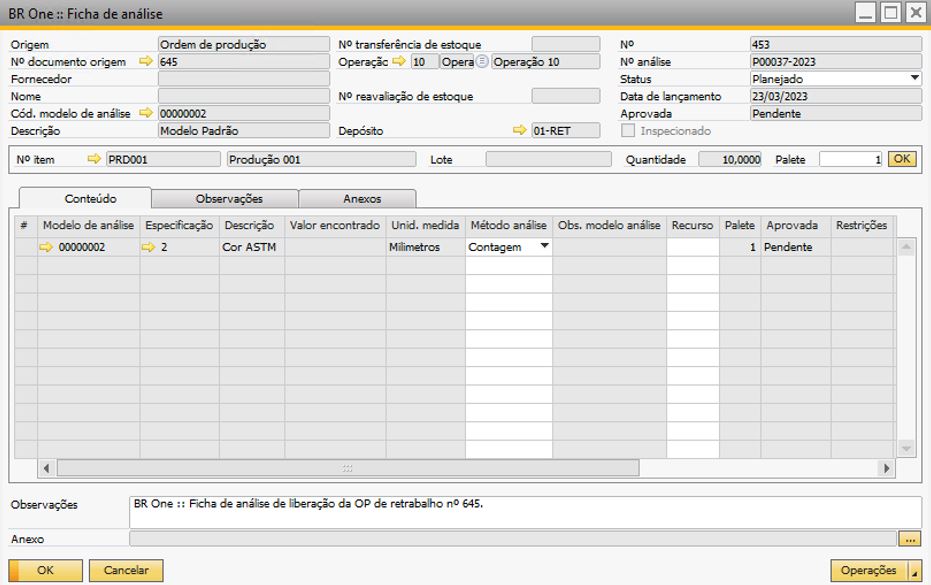 BR One :: Ficha de análise
Origem Ordem de produção Nº transferência de estoque Nº 453
Nº documento origem 645 Operação 10 Opera Operação 10 Nº análise P00037-2023
Fornecedor Status Planejado
Nome Nº reavaliação de estoque Data de lançamento 23/03/2023
Cód. modelo de análise 00000002 Aprovada Pendente
Descrição Modelo Padrão Depósito 01-RET Inspecionado
Nº item PRD001 Produção 001 Lote Quantidade 10,0000 Palete 1 OK
Conteúdo Observações Anexos
# Modelo de análise Especificação Descrição Valor encontrado Unid. medida Método análise Obs. modelo análise Recurso Palete Aprovada Restrições
00000002 2 Cor ASTM Milimetros Contagem 1 Pendente
Observações BR One :: Ficha de análise de liberação da OP de retrabalho nº 645.
Anexo ...
OK Cancelar Operações